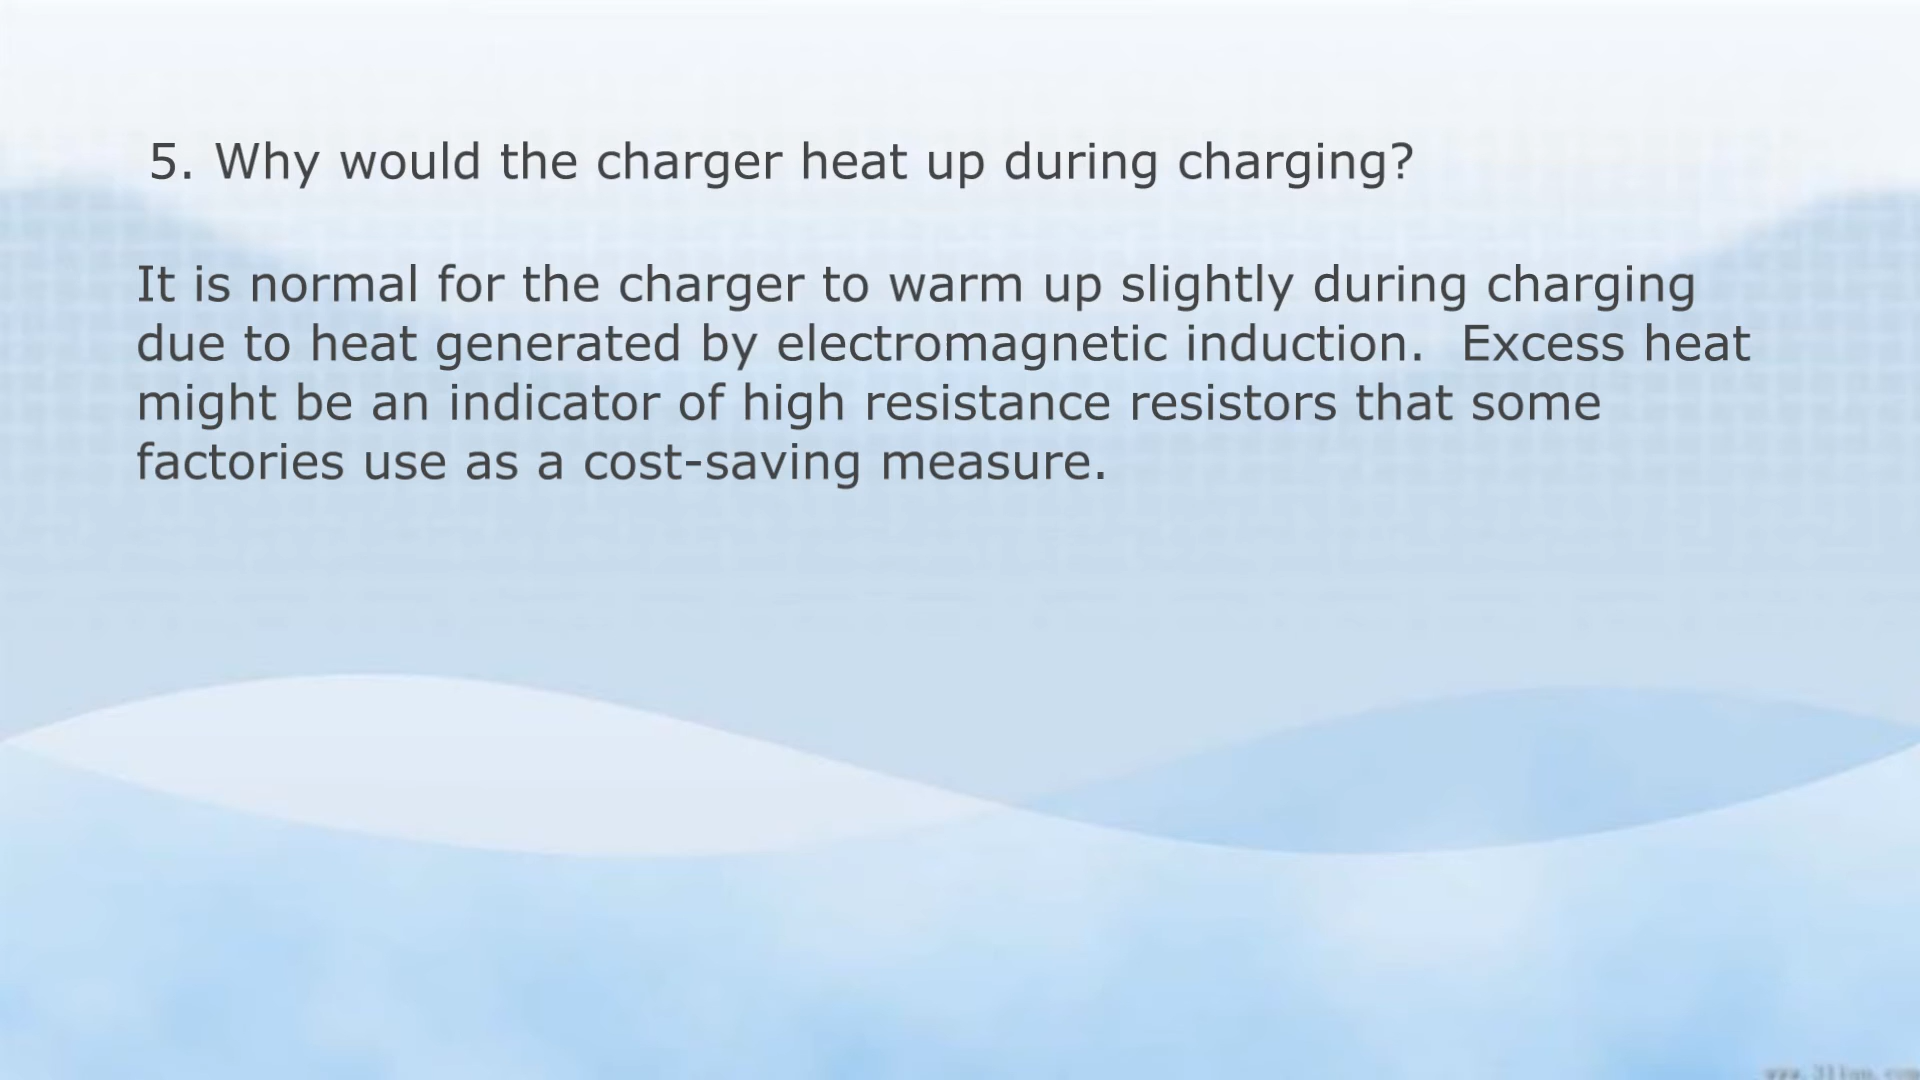 5. Why would the charger heat up during charging?
It is normal for the charger to warm up slightly during charging
due to heat generated by electromagnetic induction.  Excess heat
might be an indicator of high resistance resistors that some
factories use as a cost-saving measure.